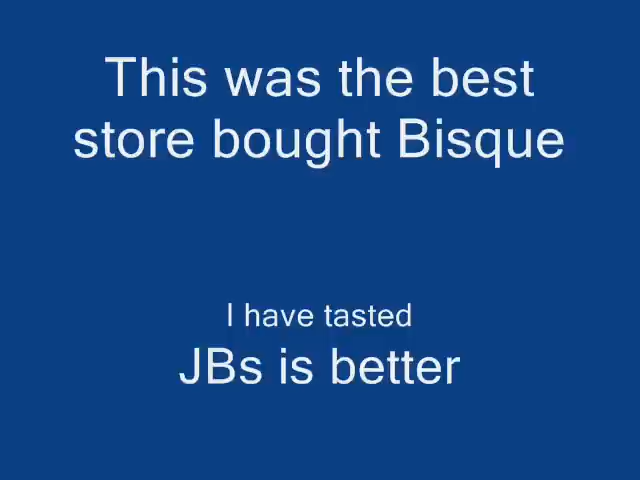 This was the best
store bought Bisque
I have tasted
JBs is better